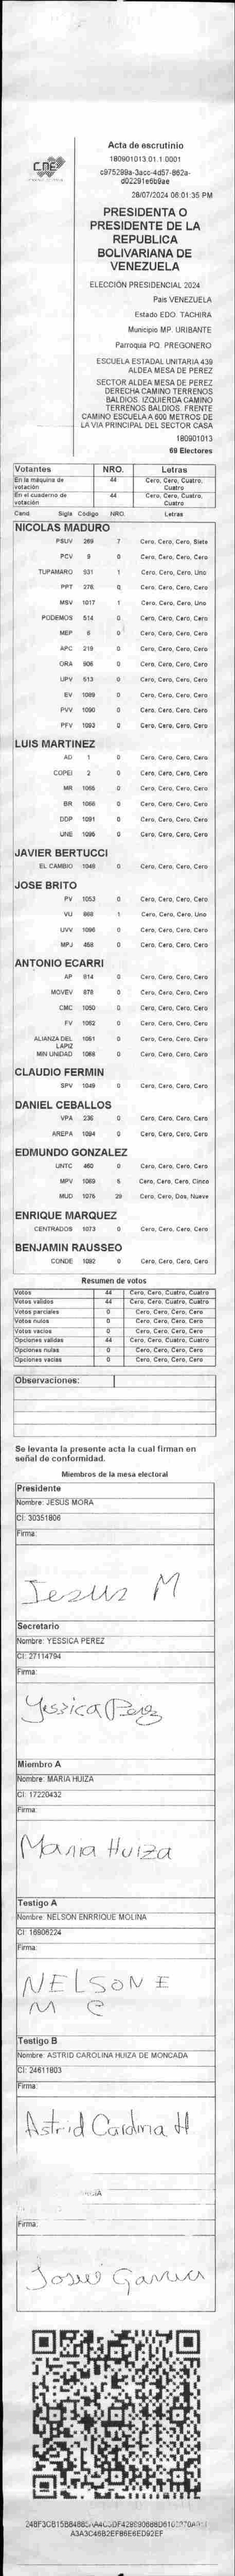 CNE
Acta de escrutinio
180901013.01.1.0001
c975298a-3acc-4d57-862a-
d02291e6b9ae
28/07/2024 06:01:35 PM
PRESIDENTA O
PRESIDENTE DE LA
REPUBLICA
BOLIVARIANA DE
VENEZUELA
ELECCIÓN PRESIDENCIAL 2024
País VENEZUELA
Estado EDO. TACHIRA
Municipio MP. URIBANTE
Parroquia PQ. PREGONERO
ESCUELA ESTADAL UNITARIA 439
ALDEA MESA DE PEREZ
SECTOR ALDEA MESA DE PEREZ
DERECHA CAMINO TERRENOS
BALDIOS. IZQUIERDA CAMINO
TERRENOS BALDIOS. FRENTE
CAMINO ESCUELA A 600 METROS DE
LA VIA PRINCIPAL DEL SECTOR CASA
180901013
69 Electores
Votantes NRO. Letras
En la máquina de votación 44 Cero, Cero, Cuatro, Cuatro
En el cuaderno de votación 44 Cero, Cero, Cuatro, Cuatro
Cand Sigla Código NRO. Letras
NICOLAS MADURO
PSUV 269 7 Cero, Cero, Cero, Siete
PCV 9 0 Cero, Cero, Cero, Cero
TUPAMARO 531 1 Cero, Cero, Cero, Uno
PPT 276 0 Cero, Cero, Cero, Cero
MSV 1017 1 Cero, Cero, Cero, Uno
PODEMOS 514 0 Cero, Cero, Cero, Cero
MEP 6 0 Cero, Cero, Cero, Cero
APC 219 0 Cero, Cero, Cero, Cero
ORA 906 0 Cero, Cero, Cero, Cero
UPV 513 0 Cero, Cero, Cero, Cero
EV 1089 0 Cero, Cero, Cero, Cero
PVV 1090 0 Cero, Cero, Cero, Cero
PFV 1093 0 Cero, Cero, Cero, Cero
LUIS MARTINEZ
AD 1 0 Cero, Cero, Cero, Cero
COPEI 2 0 Cero, Cero, Cero, Cero
MR 1065 0 Cero, Cero, Cero, Cero
BR 1066 0 Cero, Cero, Cero, Cero
DDP 1091 0 Cero, Cero, Cero, Cero
UNE 1096 0 Cero, Cero, Cero, Cero
JAVIER BERTUCCI
EL CAMBIO 1048 0 Cero, Cero, Cero, Cero
JOSE BRITO
PV 1053 0 Cero, Cero, Cero, Cero
VU 868 1 Cero, Cero, Cero, Uno
UVV 0 Cero, Cero, Cero, Cero
MPJ 458 0 Cero, Cero, Cero, Cero
ANTONIO ECARRI
AP 814 0 Cero, Cero, Cero, Cero
MOVEV 0 Cero, Cero, Cero, Cero
CMC 1050 0 Cero, Cero, Cero, Cero
FV 1062 0 Cero, Cero, Cero, Cero
ALIANZA DEL LAPIZ 1061 0 Cero, Cero, Cero, Cero
MIN UNIDAD 1088 0 Cero, Cero, Cero, Cero
CLAUDIO FERMIN
SPV 1049 0 Cero, Cero, Cero, Cero
DANIEL CEBALLOS
VPA 236 0 Cero, Cero, Cero, Cero
AREPA 1094 0 Cero, Cero, Cero, Cero
EDMUNDO GONZALEZ
UNTC 460 0 Cero, Cero, Cero, Cero
MPV 1069 5 Cero, Cero, Cero, Cinco
MUD 1076 29 Cero, Cero, Dos, Nueve
ENRIQUE MARQUEZ
CENTRADOS 1073 0 Cero, Cero, Cero, Cero
BENJAMIN RAUSSEO
CONDE 1092 0 Cero, Cero, Cero, Cero
Resumen de votos
Votos 44 Cero, Cero, Cuatro, Cuatro
Votos validos 44 Cero, Cero, Cuatro, Cuatro
Votos parciales 0 Cero, Cero, Cero, Cero
Votos nulos 0 Cero, Cero, Cero, Cero
Votos vacios 0 Cero, Cero, Cero, Cero
Opciones validas 44 Cero, Cero, Cuatro, Cuatro
Opciones nulas 0 Cero, Cero, Cero, Cero
Opciones vacias 0 Cero, Cero, Cero, Cero
Observaciones:
Se levanta la presente acta la cual firman en
señal de conformidad.
Miembros de la mesa electoral
Presidente
Nombre: JESUS MORA
CI: 30351806
Firma:
Jesus M
Secretario
Nombre: YESSICA PEREZ
CI: 27114794
Firma:
Yessica Perez
Miembro A
Nombre: MARIA HUIZA
CI: 17220432
Firma:
Maria Huiza
Testigo A
Nombre: NELSON ENRRIQUE MOLINA
CI: 16906224
Firma:
NELSON E
M C
Testigo B
Nombre: ASTRID CAROLINA HUIZA DE MONCADA
CI: 24611803
Firma:
Astrid Carolina H
Firma:
Josué Garcia
A3A3C46B2EF86E6ED92EF